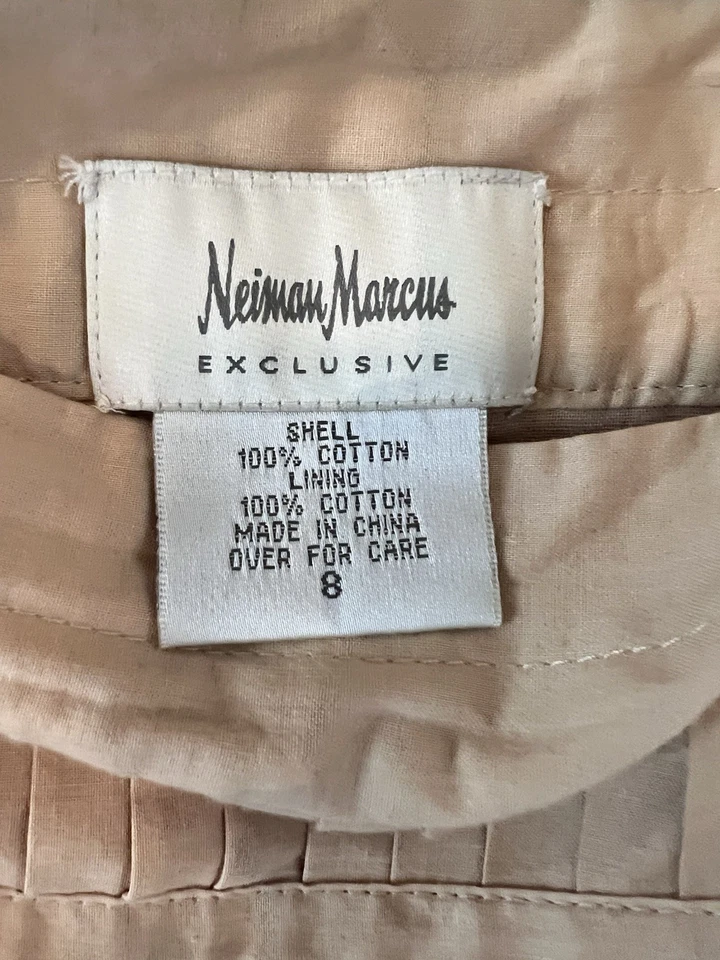 Neiman Marcus
EXCLUSIVE
SHELL
100% COTTON
LINING
100% COTTON
MADE IN CHINA
OVER FOR CARE
8